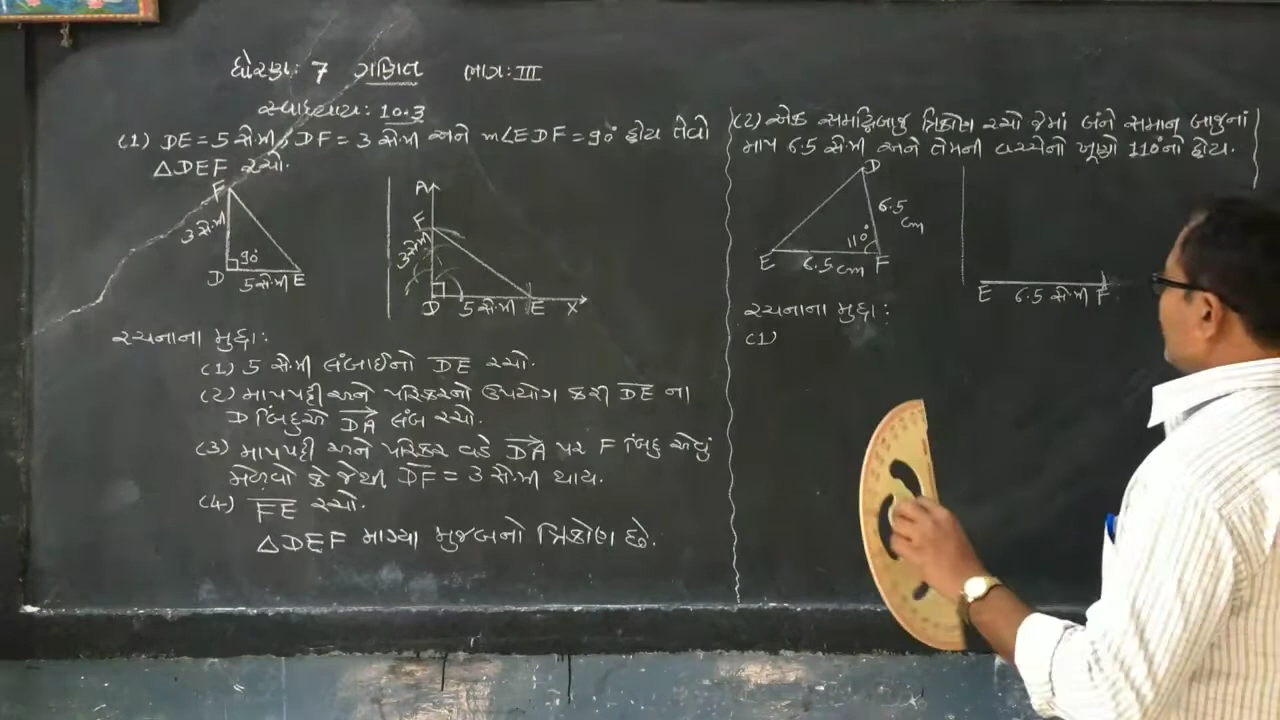 ધોરણ: 7 ગણિત ભાગ: III
સ્વાધ્યાય: 10.3
(1) DE = 5 સે.મી, DF = 3 સે.મી અને m∠EDF = 90° હોય તેવો
△DEF રચો.
F
3 સે.મી
90°
D 5 સે.મી E
A
F
3 સે.મી
D 5 સે.મી E X
રચનાના મુદ્દા:
(1) 5 સે.મી લંબાઈનો DE રચો.
(2) માપપટ્ટી અને પરિકરનો ઉપયોગ કરી DE ના
D બિંદુએ DA લંબ રચો.
(3) માપપટ્ટી અને પરિકર વડે DA પર F બિંદુ એવું
મેળવો કે જેથી DF = 3 સે.મી થાય.
(4) FE રચો.
△DEF માગ્યા મુજબનો ત્રિકોણ છે.
(2) એક સમદ્વિબાજુ ત્રિકોણ રચો જેમાં બંને સમાન બાજુનાં
માપ 6.5 સે.મી અને તેમની વચ્ચેનો ખૂણો 110°નો હોય.
D
6.5
cm
110°
E 6.5 cm F
E 6.5 સે.મી F
રચનાના મુદ્દા:
(1)